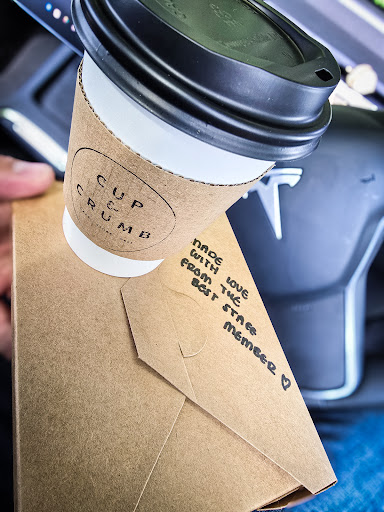 CUP
&
CRUMB
MADE
WITH LOVE
FROM THE
BEST STAFF
MEMBER ♡